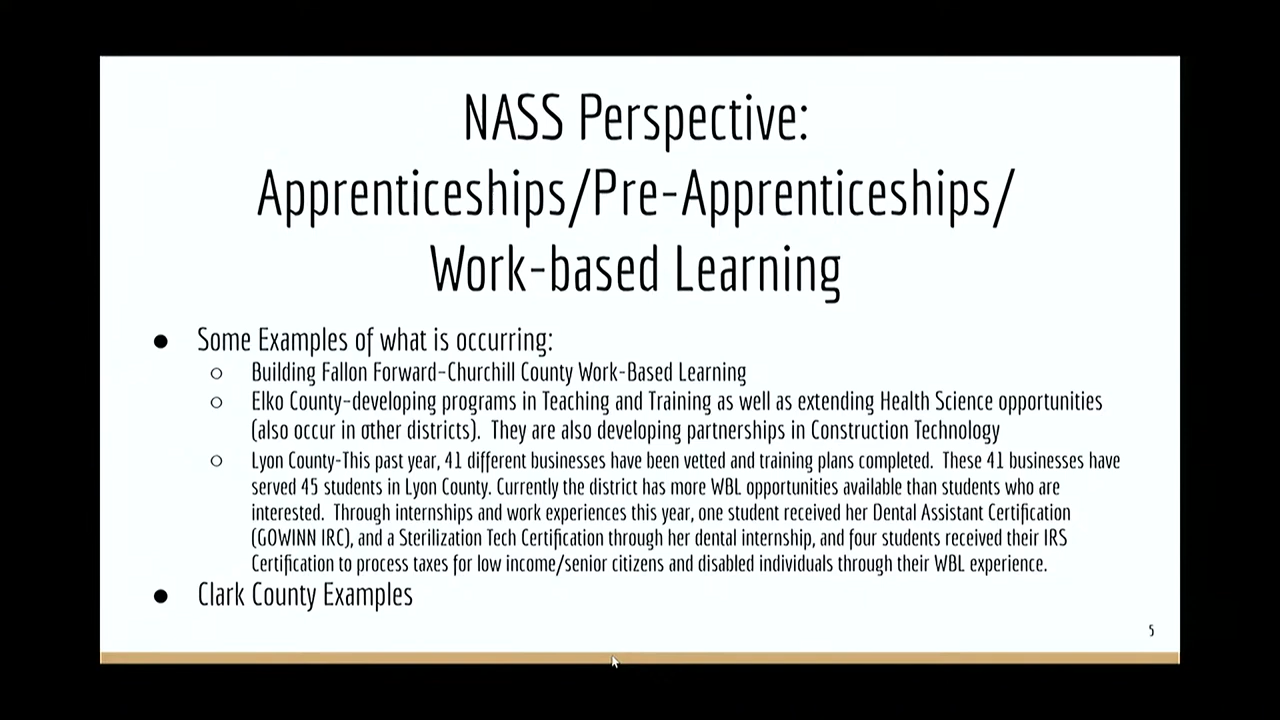 NASS Perspective:
Apprenticeships/Pre-Apprenticeships/
Work-based Learning
● Some Examples of what is occurring:
○ Building Fallon Forward-Churchill County Work-Based Learning
○ Elko County-developing programs in Teaching and Training as well as extending Health Science opportunities
(also occur in other districts). They are also developing partnerships in Construction Technology
○ Lyon County-This past year, 41 different businesses have been vetted and training plans completed. These 41 businesses have
served 45 students in Lyon County. Currently the district has more WBL opportunities available than students who are
interested. Through internships and work experiences this year, one student received her Dental Assistant Certification
(GOWINN IRC), and a Sterilization Tech Certification through her dental internship, and four students received their IRS
Certification to process taxes for low income/senior citizens and disabled individuals through their WBL experience.
● Clark County Examples
5